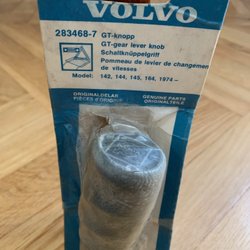 VOLVO
283468-7 GT-knopp
GT-gear lever knob
Schaltknüppelgriff
Pommeau de levier de changement
de vitesses
Model: 142, 144, 145, 164, 1974–
ORIGINALDELAR GENUINE PARTS
PIÈCES D'ORIGINE ORIGINALTEILE